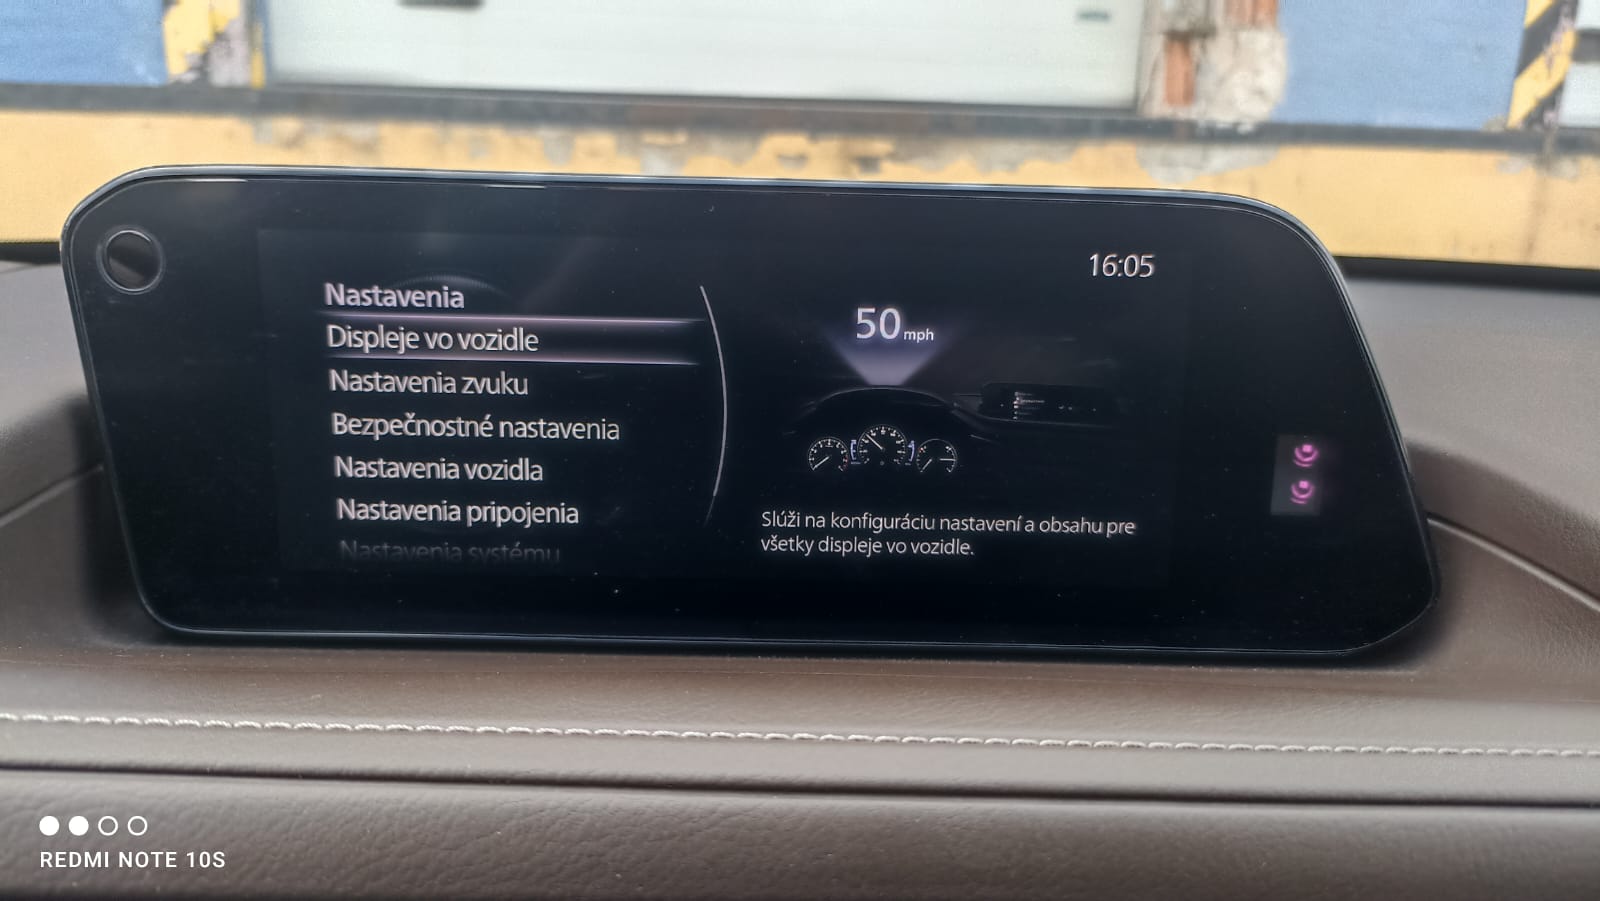 16:05
Nastavenia
Displeje vo vozidle
Nastavenia zvuku
Bezpečnostné nastavenia
Nastavenia vozidla
Nastavenia pripojenia
Nastavenia systému
50 mph
Slúži na konfiguráciu nastavení a obsahu pre
všetky displeje vo vozidle.
REDMI NOTE 10S